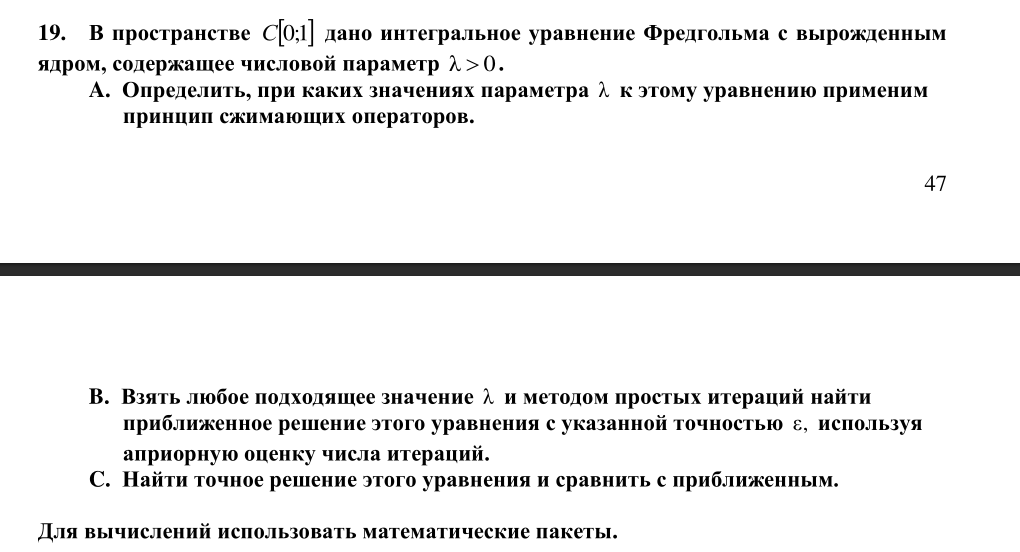 19. В пространстве C[0;1] дано интегральное уравнение Фредгольма с вырожденным
ядром, содержащее числовой параметр λ > 0.
А. Определить, при каких значениях параметра λ к этому уравнению применим
принцип сжимающих операторов.
47
В. Взять любое подходящее значение λ и методом простых итераций найти
приближенное решение этого уравнения с указанной точностью ε, используя
априорную оценку числа итераций.
С. Найти точное решение этого уравнения и сравнить с приближенным.
Для вычислений использовать математические пакеты.